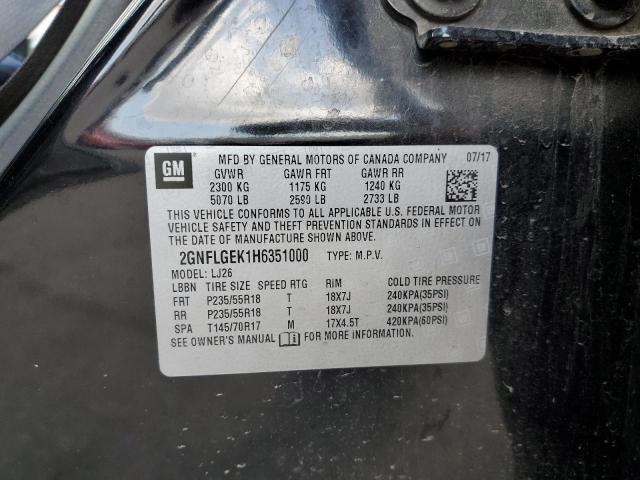 GM
MFD BY GENERAL MOTORS OF CANADA COMPANY 07/17
GVWR GAWR FRT GAWR RR
2300 KG 1175 KG 1240 KG
5070 LB 2590 LB 2733 LB
THIS VEHICLE CONFORMS TO ALL APPLICABLE U.S. FEDERAL MOTOR
VEHICLE SAFETY AND THEFT PREVENTION STANDARDS IN EFFECT ON
THE DATE OF MANUFACTURE SHOWN ABOVE.
2GNFLGEK1H6351000 TYPE: M.P.V.
MODEL: LJ26
LBBN TIRE SIZE SPEED RTG RIM COLD TIRE PRESSURE
FRT P235/55R18 T 18X7J 240KPA(35PSI)
RR P235/55R18 T 18X7J 240KPA(35PSI)
SPA T145/70R17 M 17X4.5T 420KPA(60PSI)
SEE OWNER'S MANUAL FOR MORE INFORMATION.